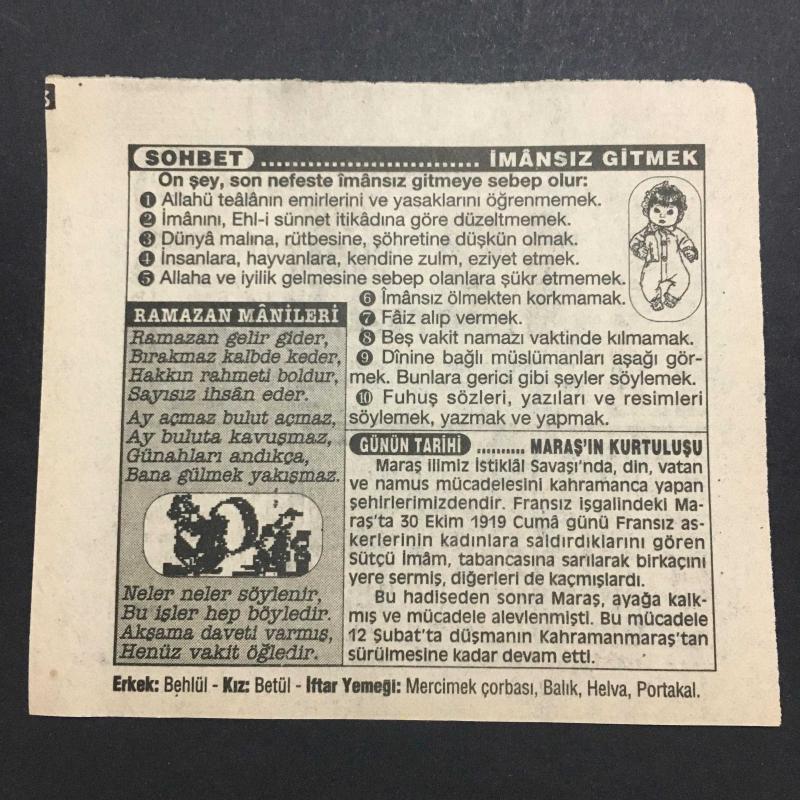 SOHBET ............................ İMÂNSIZ GİTMEK
On şey, son nefeste îmânsız gitmeye sebep olur:
❶ Allahü teâlânın emirlerini ve yasaklarını öğrenmemek.
❷ İmânını, Ehl-i sünnet itikâdına göre düzeltmemek.
❸ Dünyâ malına, rütbesine, şöhretine düşkün olmak.
❹ İnsanlara, hayvanlara, kendine zulm, eziyet etmek.
❺ Allaha ve iyilik gelmesine sebep olanlara şükr etmemek.
❻ Îmânsız ölmekten korkmamak.
❼ Fâiz alıp vermek.
❽ Beş vakit namazı vaktinde kılmamak.
❾ Dînine bağlı müslümanları aşağı gör-
mek. Bunlara gerici gibi şeyler söylemek.
❿ Fuhuş sözleri, yazıları ve resimleri
söylemek, yazmak ve yapmak.
RAMAZAN MÂNİLERİ
Ramazan gelir gider,
Bırakmaz kalbde keder,
Hakkın rahmeti boldur,
Sayısız ihsân eder.
Ay açmaz bulut açmaz,
Ay buluta kavuşmaz,
Günahları andıkça,
Bana gülmek yakışmaz.
Neler neler söylenir,
Bu işler hep böyledir.
Akşama daveti varmış,
Henüz vakit öğledir.
GÜNÜN TARİHİ .......... MARAŞ'IN KURTULUŞU
Maraş ilimiz İstiklâl Savaşı'nda, din, vatan
ve namus mücadelesini kahramanca yapan
şehirlerimizdendir. Fransız işgalindeki Ma-
raş'ta 30 Ekim 1919 Cumâ günü Fransız as-
kerlerinin kadınlara saldırdıklarını gören
Sütçü İmâm, tabancasına sarılarak birkaçını
yere sermiş, diğerleri de kaçmışlardı.
Bu hadiseden sonra Maraş, ayağa kalk-
mış ve mücadele alevlenmişti. Bu mücadele
12 Şubat'ta düşmanın Kahramanmaraş'tan
sürülmesine kadar devam etti.
Erkek: Behlül - Kız: Betül - İftar Yemeği: Mercimek çorbası, Balık, Helva, Portakal.